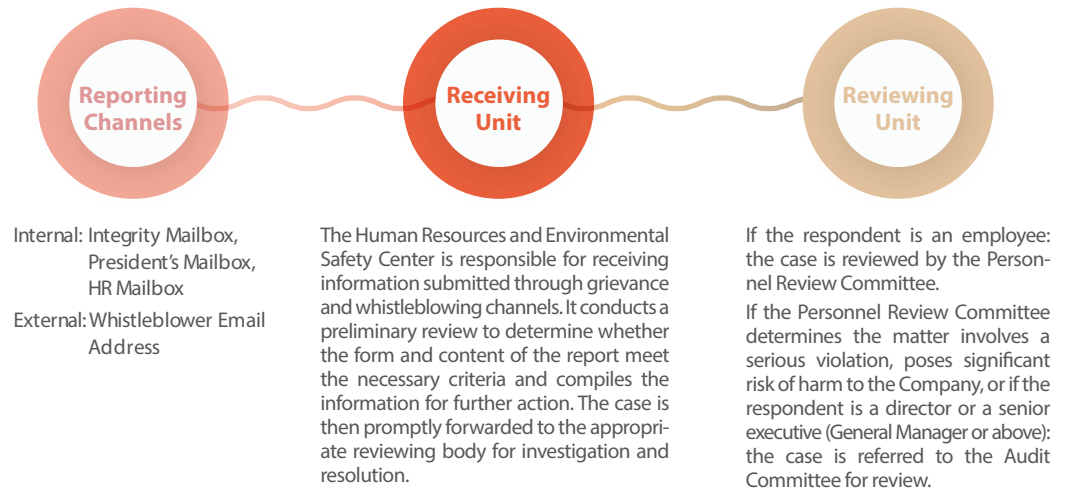 Reporting
Channels
Receiving
Unit
Reviewing
Unit
Internal: Integrity Mailbox,
President's Mailbox,
HR Mailbox
External: Whistleblower Email
Address
The Human Resources and Environmental
Safety Center is responsible for receiving
information submitted through grievance
and whistleblowing channels. It conducts a
preliminary review to determine whether
the form and content of the report meet
the necessary criteria and compiles the
information for further action. The case is
then promptly forwarded to the appropri-
ate reviewing body for investigation and
resolution.
If the respondent is an employee:
the case is reviewed by the Person-
nel Review Committee.
If the Personnel Review Committee
determines the matter involves a
serious violation, poses significant
risk of harm to the Company, or if the
respondent is a director or a senior
executive (General Manager or above):
the case is referred to the Audit
Committee for review.